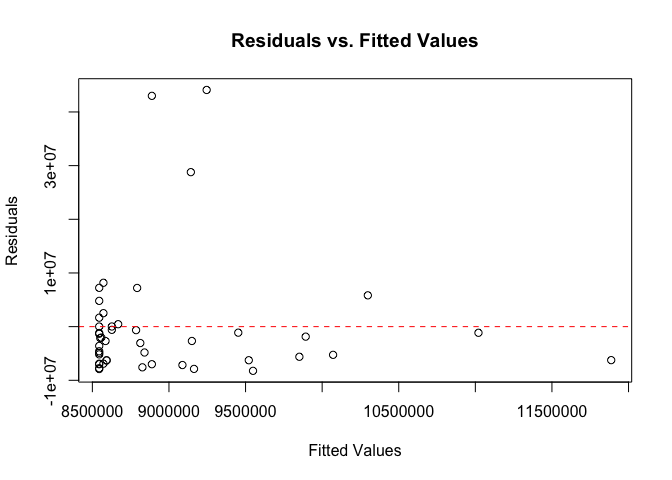 Residuals vs. Fitted Values
Residuals
3e+07
1e+07
-1e+07
8500000 9000000 9500000 10500000 11500000
Fitted Values